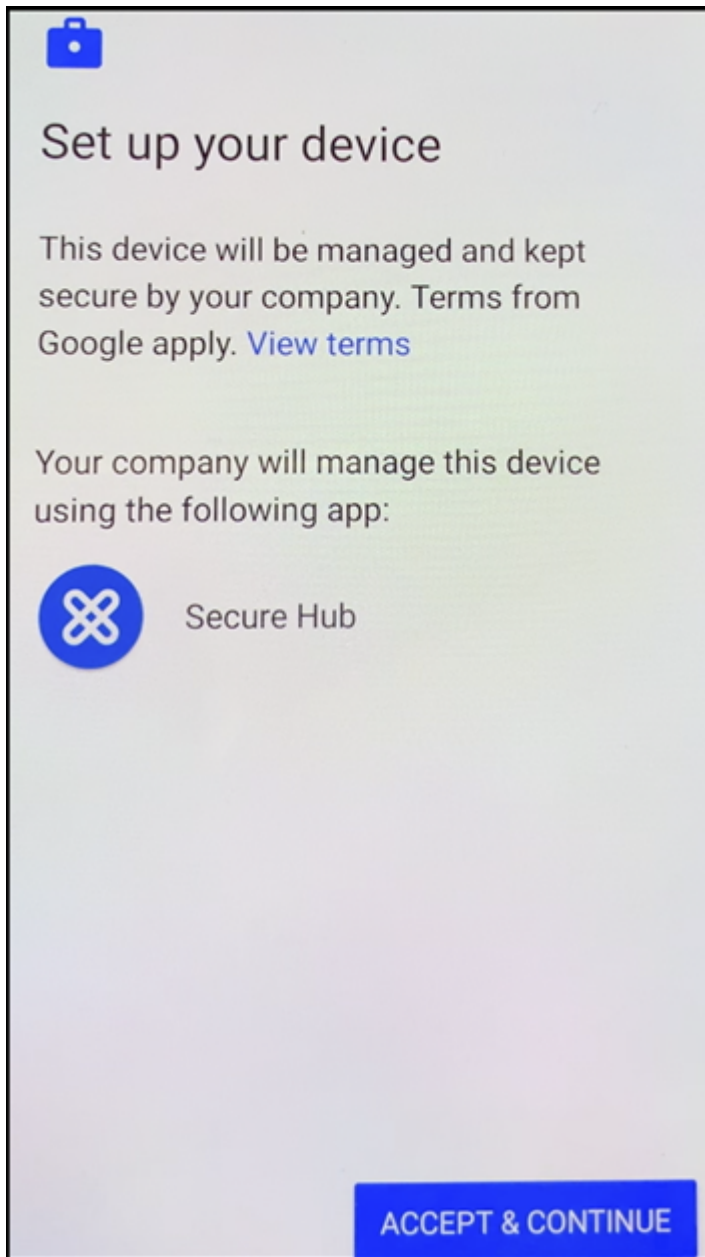 Set up your device
This device will be managed and kept
secure by your company. Terms from
Google apply. View terms
Your company will manage this device
using the following app:
Secure Hub
ACCEPT & CONTINUE